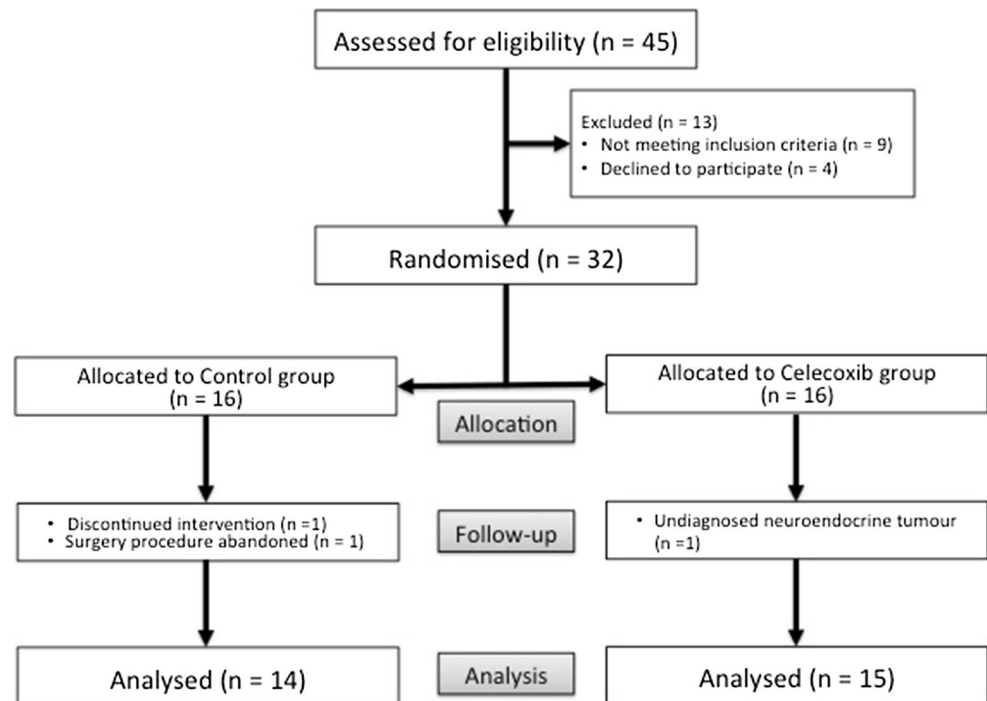 Assessed for eligibility (n = 45)
Excluded (n = 13)
• Not meeting inclusion criteria (n = 9)
• Declined to participate (n = 4)
Randomised (n = 32)
Allocated to Control group
(n = 16)
Allocated to Celecoxib group
(n = 16)
Allocation
• Discontinued intervention (n =1)
• Surgery procedure abandoned (n = 1)
Follow-up
• Undiagnosed neuroendocrine tumour
(n =1)
Analysed (n = 14)
Analysis
Analysed (n = 15)